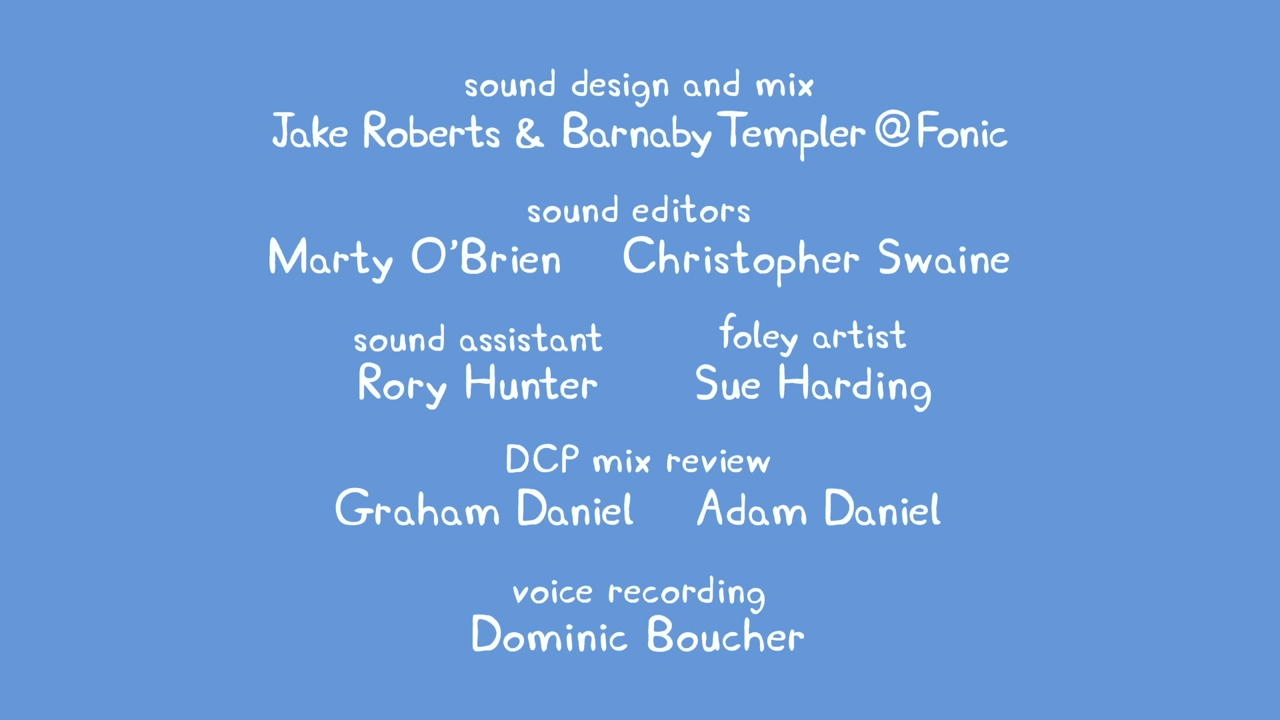 sound design and mix
Jake Roberts & Barnaby Templer @ Fonic
sound editors
Marty O'Brien Christopher Swaine
sound assistant foley artist
Rory Hunter Sue Harding
DCP mix review
Graham Daniel Adam Daniel
voice recording
Dominic Boucher